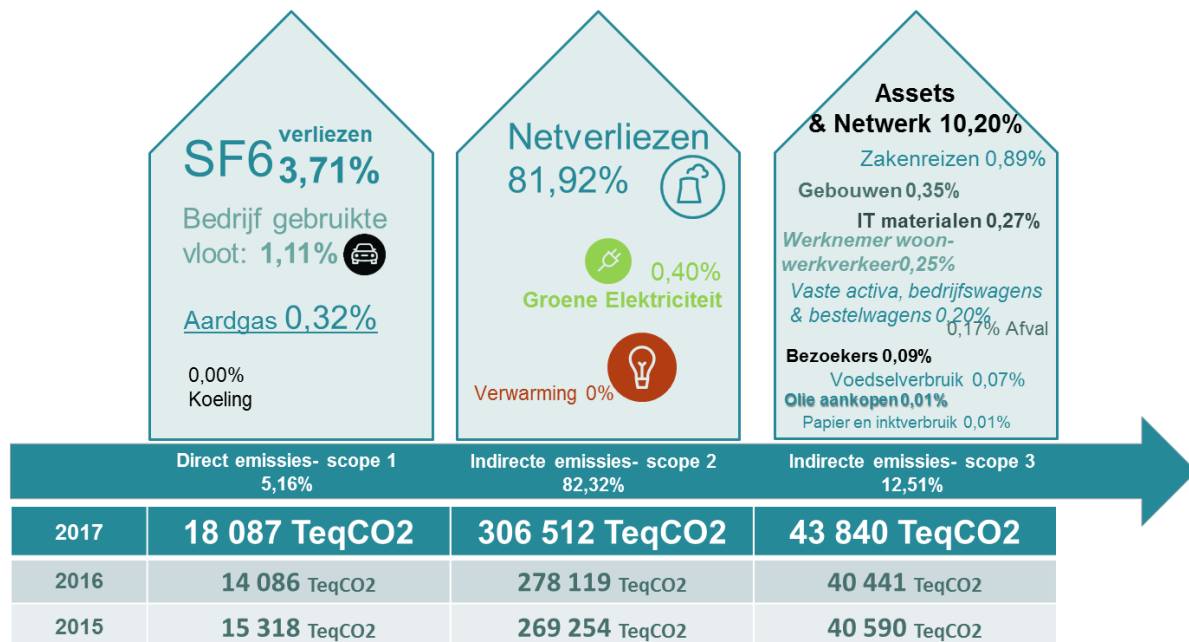 SF6 verliezen
3,71%
Bedrijf gebruikte
vloot: 1,11%
Aardgas 0,32%
0,00%
Koeling
Netverliezen
81,92%
0,40%
Groene Elektriciteit
Verwarming 0%
Assets
& Netwerk 10,20%
Zakenreizen 0,89%
Gebouwen 0,35%
IT materialen 0,27%
Werknemer woon-
werkverkeer0,25%
Vaste activa, bedrijfswagens
& bestelwagens 0,20%
0,17% Afval
Bezoekers 0,09%
Voedselverbruik 0,07%
Olie aankopen 0,01%
Papier en inktverbruik 0,01%
Direct emissies- scope 1
5,16%
Indirecte emissies- scope 2
82,32%
Indirecte emissies- scope 3
12,51%
2017 18 087 TeqCO2 306 512 TeqCO2 43 840 TeqCO2
2016 14 086 TeqCO2 278 119 TeqCO2 40 441 TeqCO2
2015 15 318 TeqCO2 269 254 TeqCO2 40 590 TeqCO2